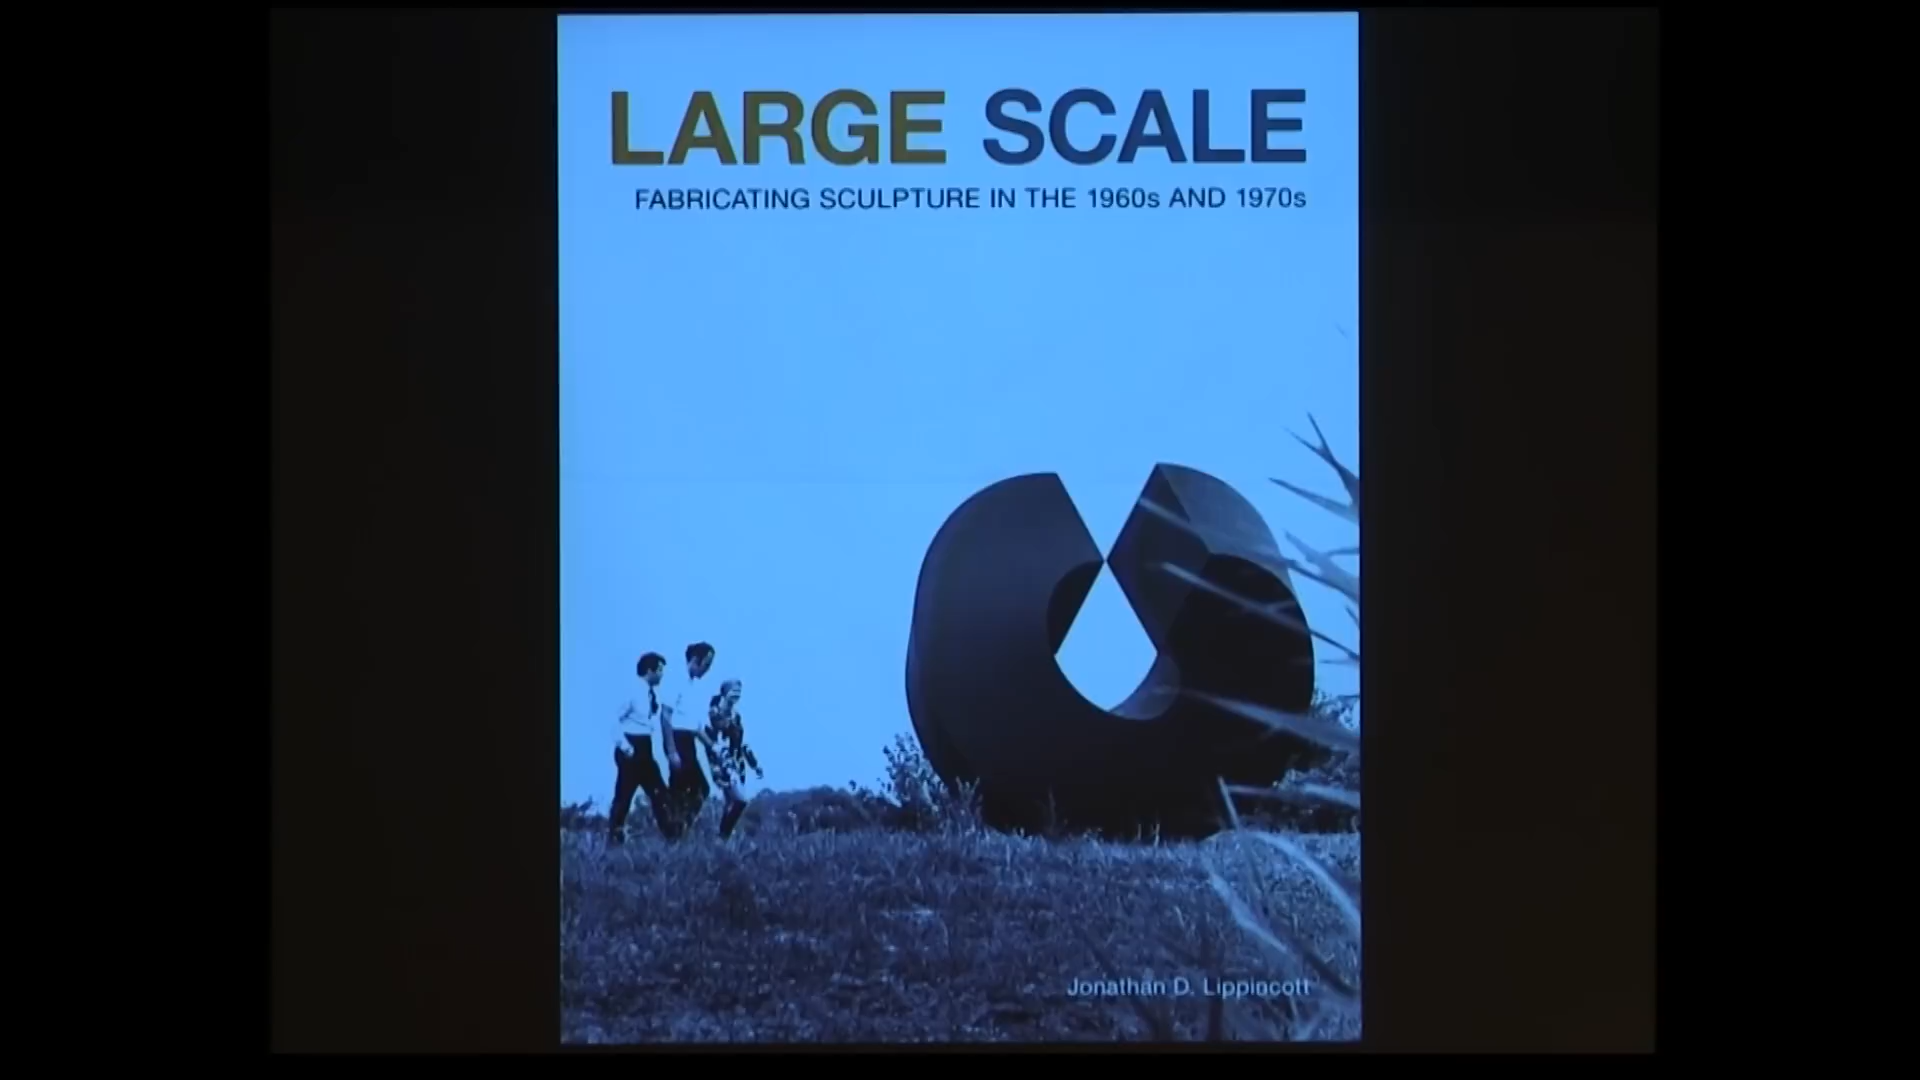 LARGE SCALE
FABRICATING SCULPTURE IN THE 1960s AND 1970s
Jonathan D. Lippincott